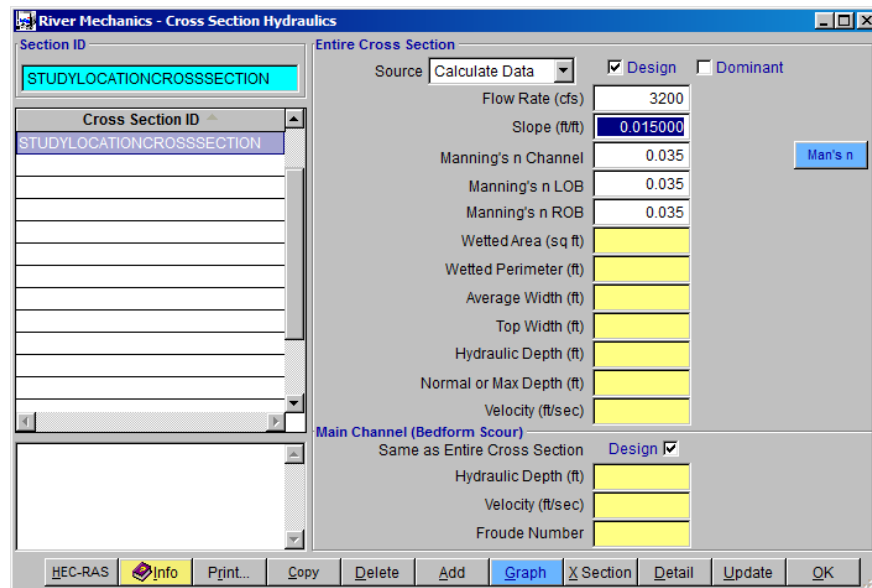 River Mechanics - Cross Section Hydraulics
Section ID
STUDYLOCATIONCROSSSECTION
Cross Section ID
STUDYLOCATIONCROSSSECTION
Entire Cross Section
Source Calculate Data Design Dominant
Flow Rate (cfs) 3200
Slope (ft/ft) 0.015000
Manning's n Channel 0.035 Man's n
Manning's n LOB 0.035
Manning's n ROB 0.035
Wetted Area (sq ft)
Wetted Perimeter (ft)
Average Width (ft)
Top Width (ft)
Hydraulic Depth (ft)
Normal or Max Depth (ft)
Velocity (ft/sec)
Main Channel (Bedform Scour)
Same as Entire Cross Section Design
Hydraulic Depth (ft)
Velocity (ft/sec)
Froude Number
HEC-RAS Info Print... Copy Delete Add Graph X Section Detail Update OK